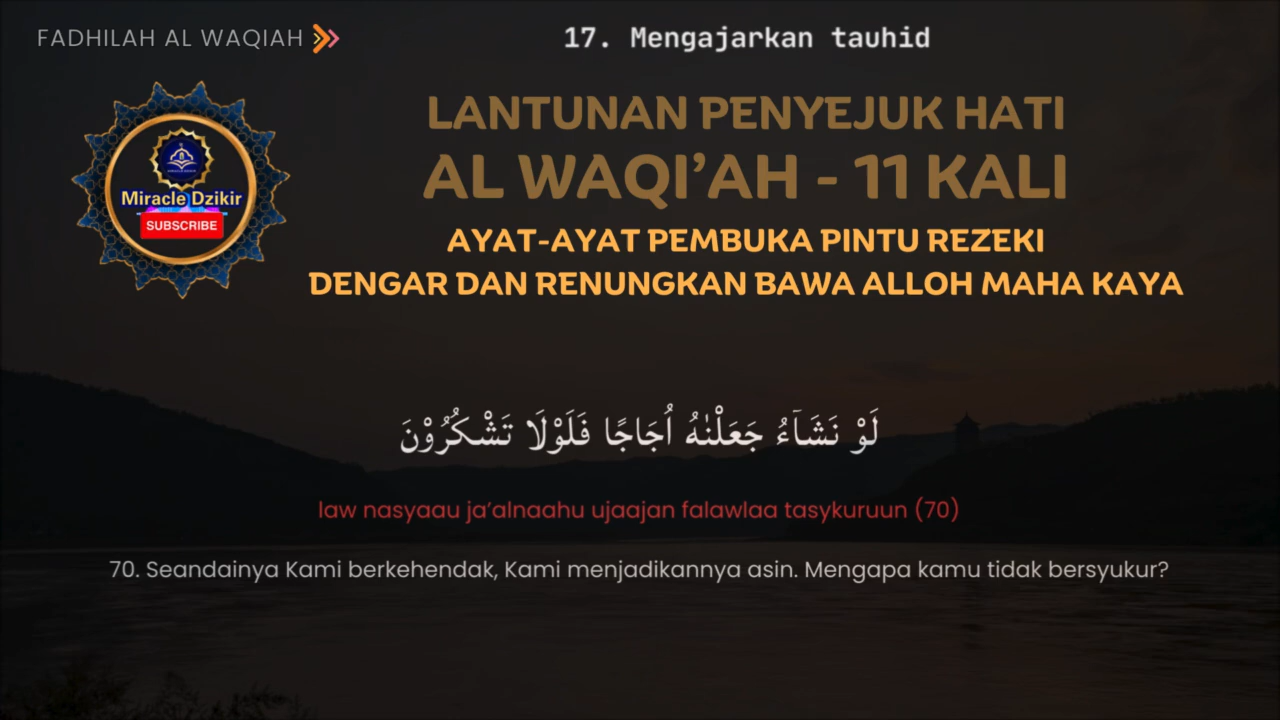 FADHILAH AL WAQIAH
17. Mengajarkan tauhid
LANTUNAN PENYEJUK HATI
AL WAQI’AH - 11 KALI
AYAT-AYAT PEMBUKA PINTU REZEKI
DENGAR DAN RENUNGKAN BAWA ALLOH MAHA KAYA
Miracle Dzikir
SUBSCRIBE
لَوْ نَشَاۤءُ جَعَلْنٰهُ اُجَاجًا فَلَوْلَا تَشْكُرُوْنَ
law nasyaau ja’alnaahu ujaajan falawlaa tasykuruun (70)
70. Seandainya Kami berkehendak, Kami menjadikannya asin. Mengapa kamu tidak bersyukur?